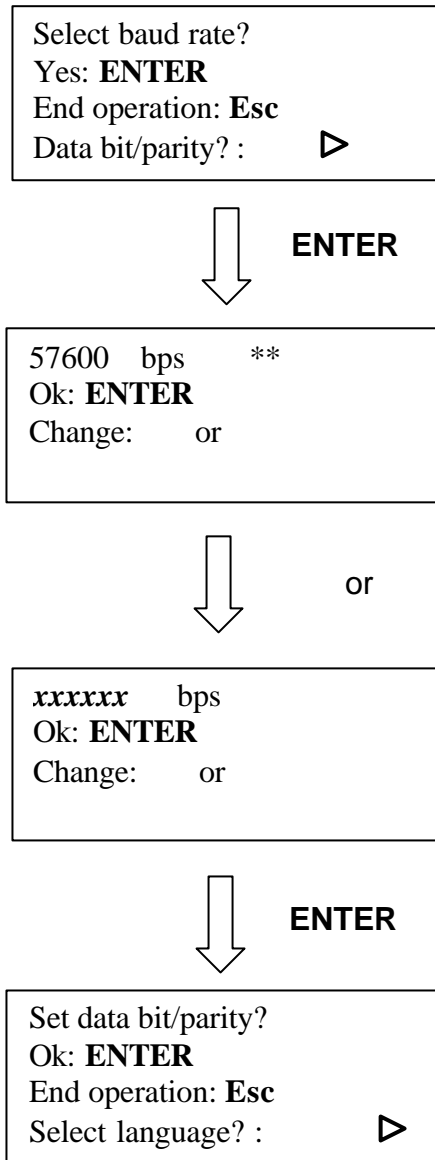 Select baud rate?
Yes: ENTER
End operation: Esc
Data bit/parity? :
ENTER
57600 bps **
Ok: ENTER
Change: or
or
xxxxxx bps
Ok: ENTER
Change: or
ENTER
Set data bit/parity?
Ok: ENTER
End operation: Esc
Select language? :